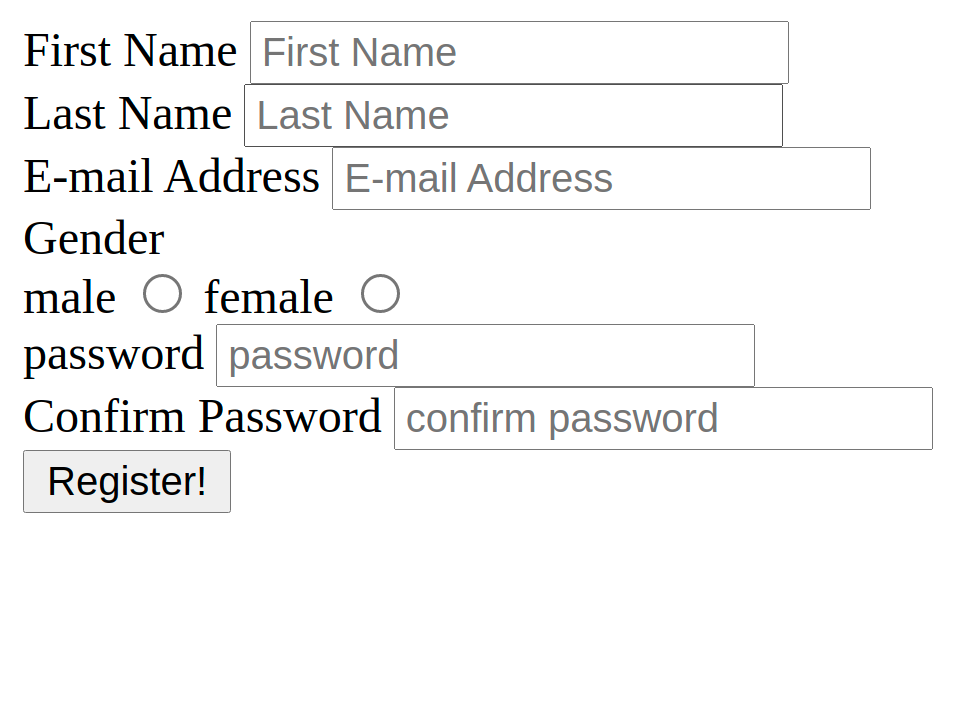 First Name First Name
Last Name Last Name
E-mail Address E-mail Address
Gender
male female
password password
Confirm Password confirm password
Register!